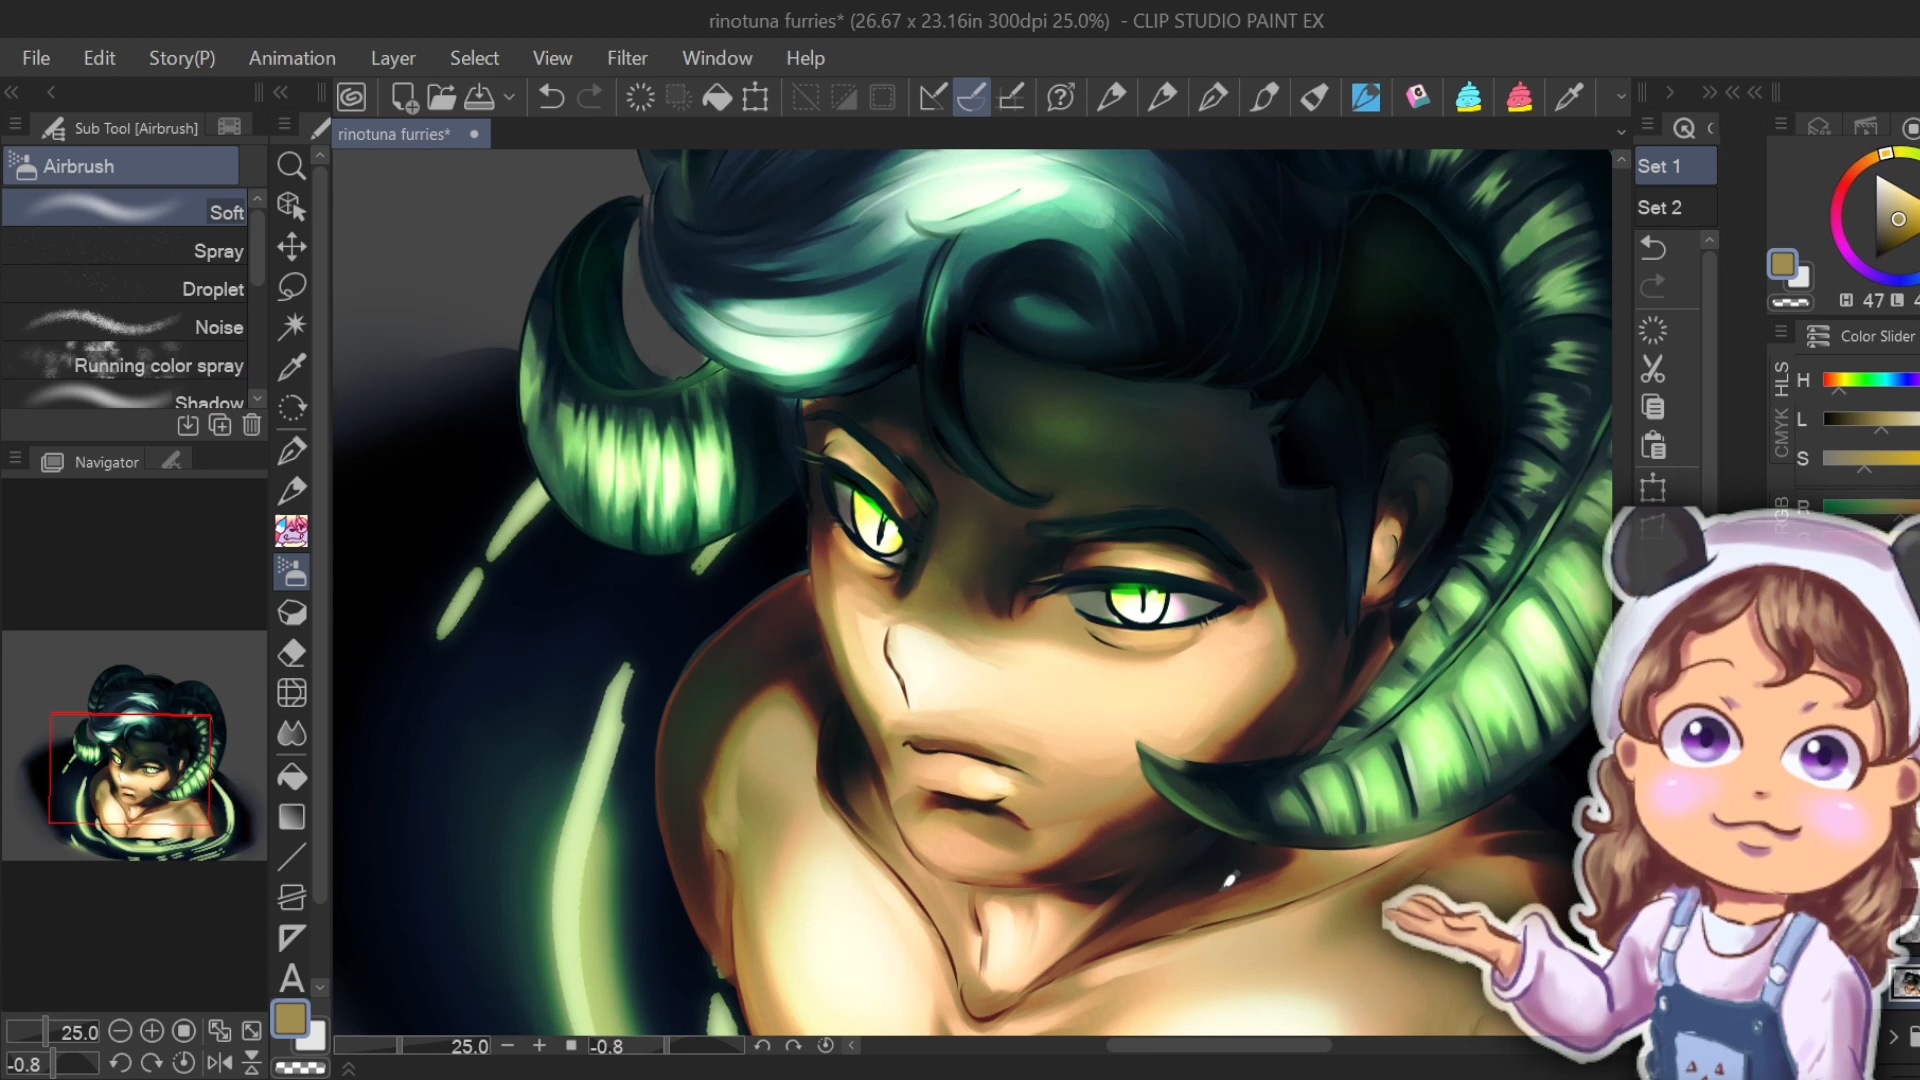 rinotuna furries* (26.67 x 23.16in 300dpi 25.0%) - CLIP STUDIO PAINT EX
File Edit Story(P) Animation Layer Select View Filter Window Help
Sub Tool [Airbrush]
rinotuna furries*
Airbrush
Soft
Spray
Droplet
Noise
Running color spray
Shadow
Navigator
25.0
-0.8
A
25.0
-0.8
Set 1
Set 2
H 47 L 4
Color Slider
HLS
CMYK
RGB
H
L
S
R